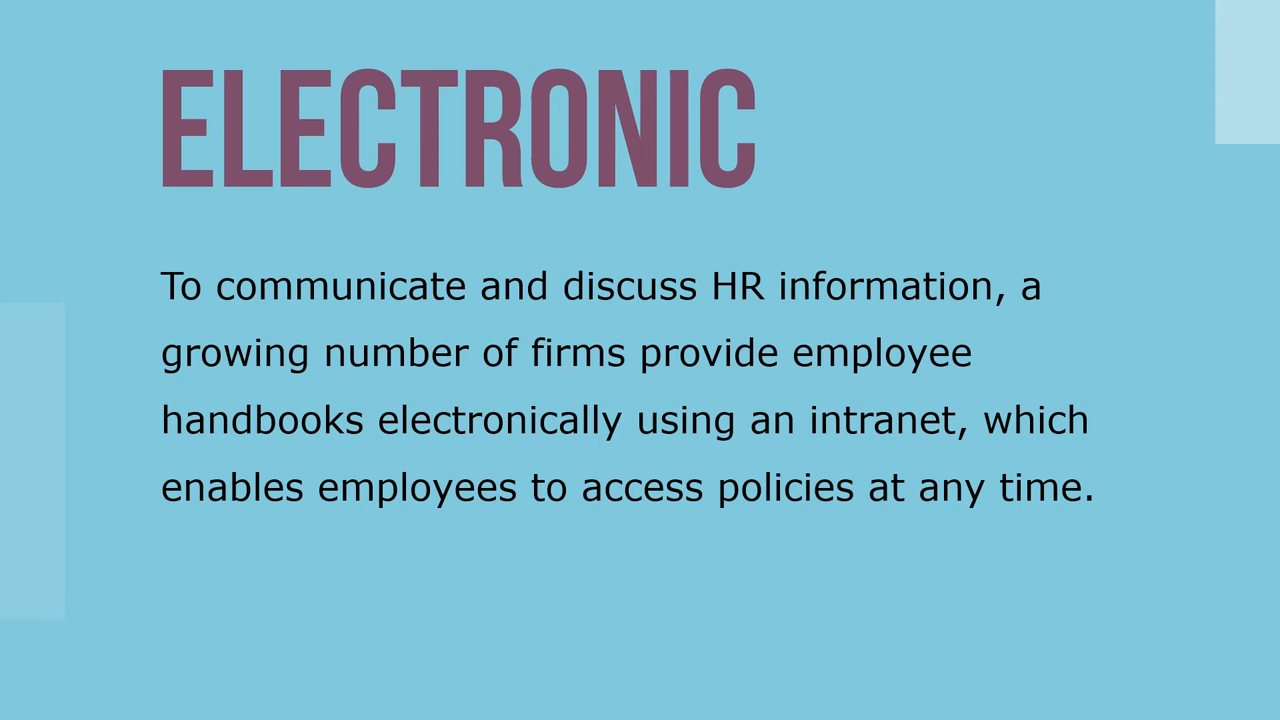 ELECTRONIC
To communicate and discuss HR information, a
growing number of firms provide employee
handbooks electronically using an intranet, which
enables employees to access policies at any time.